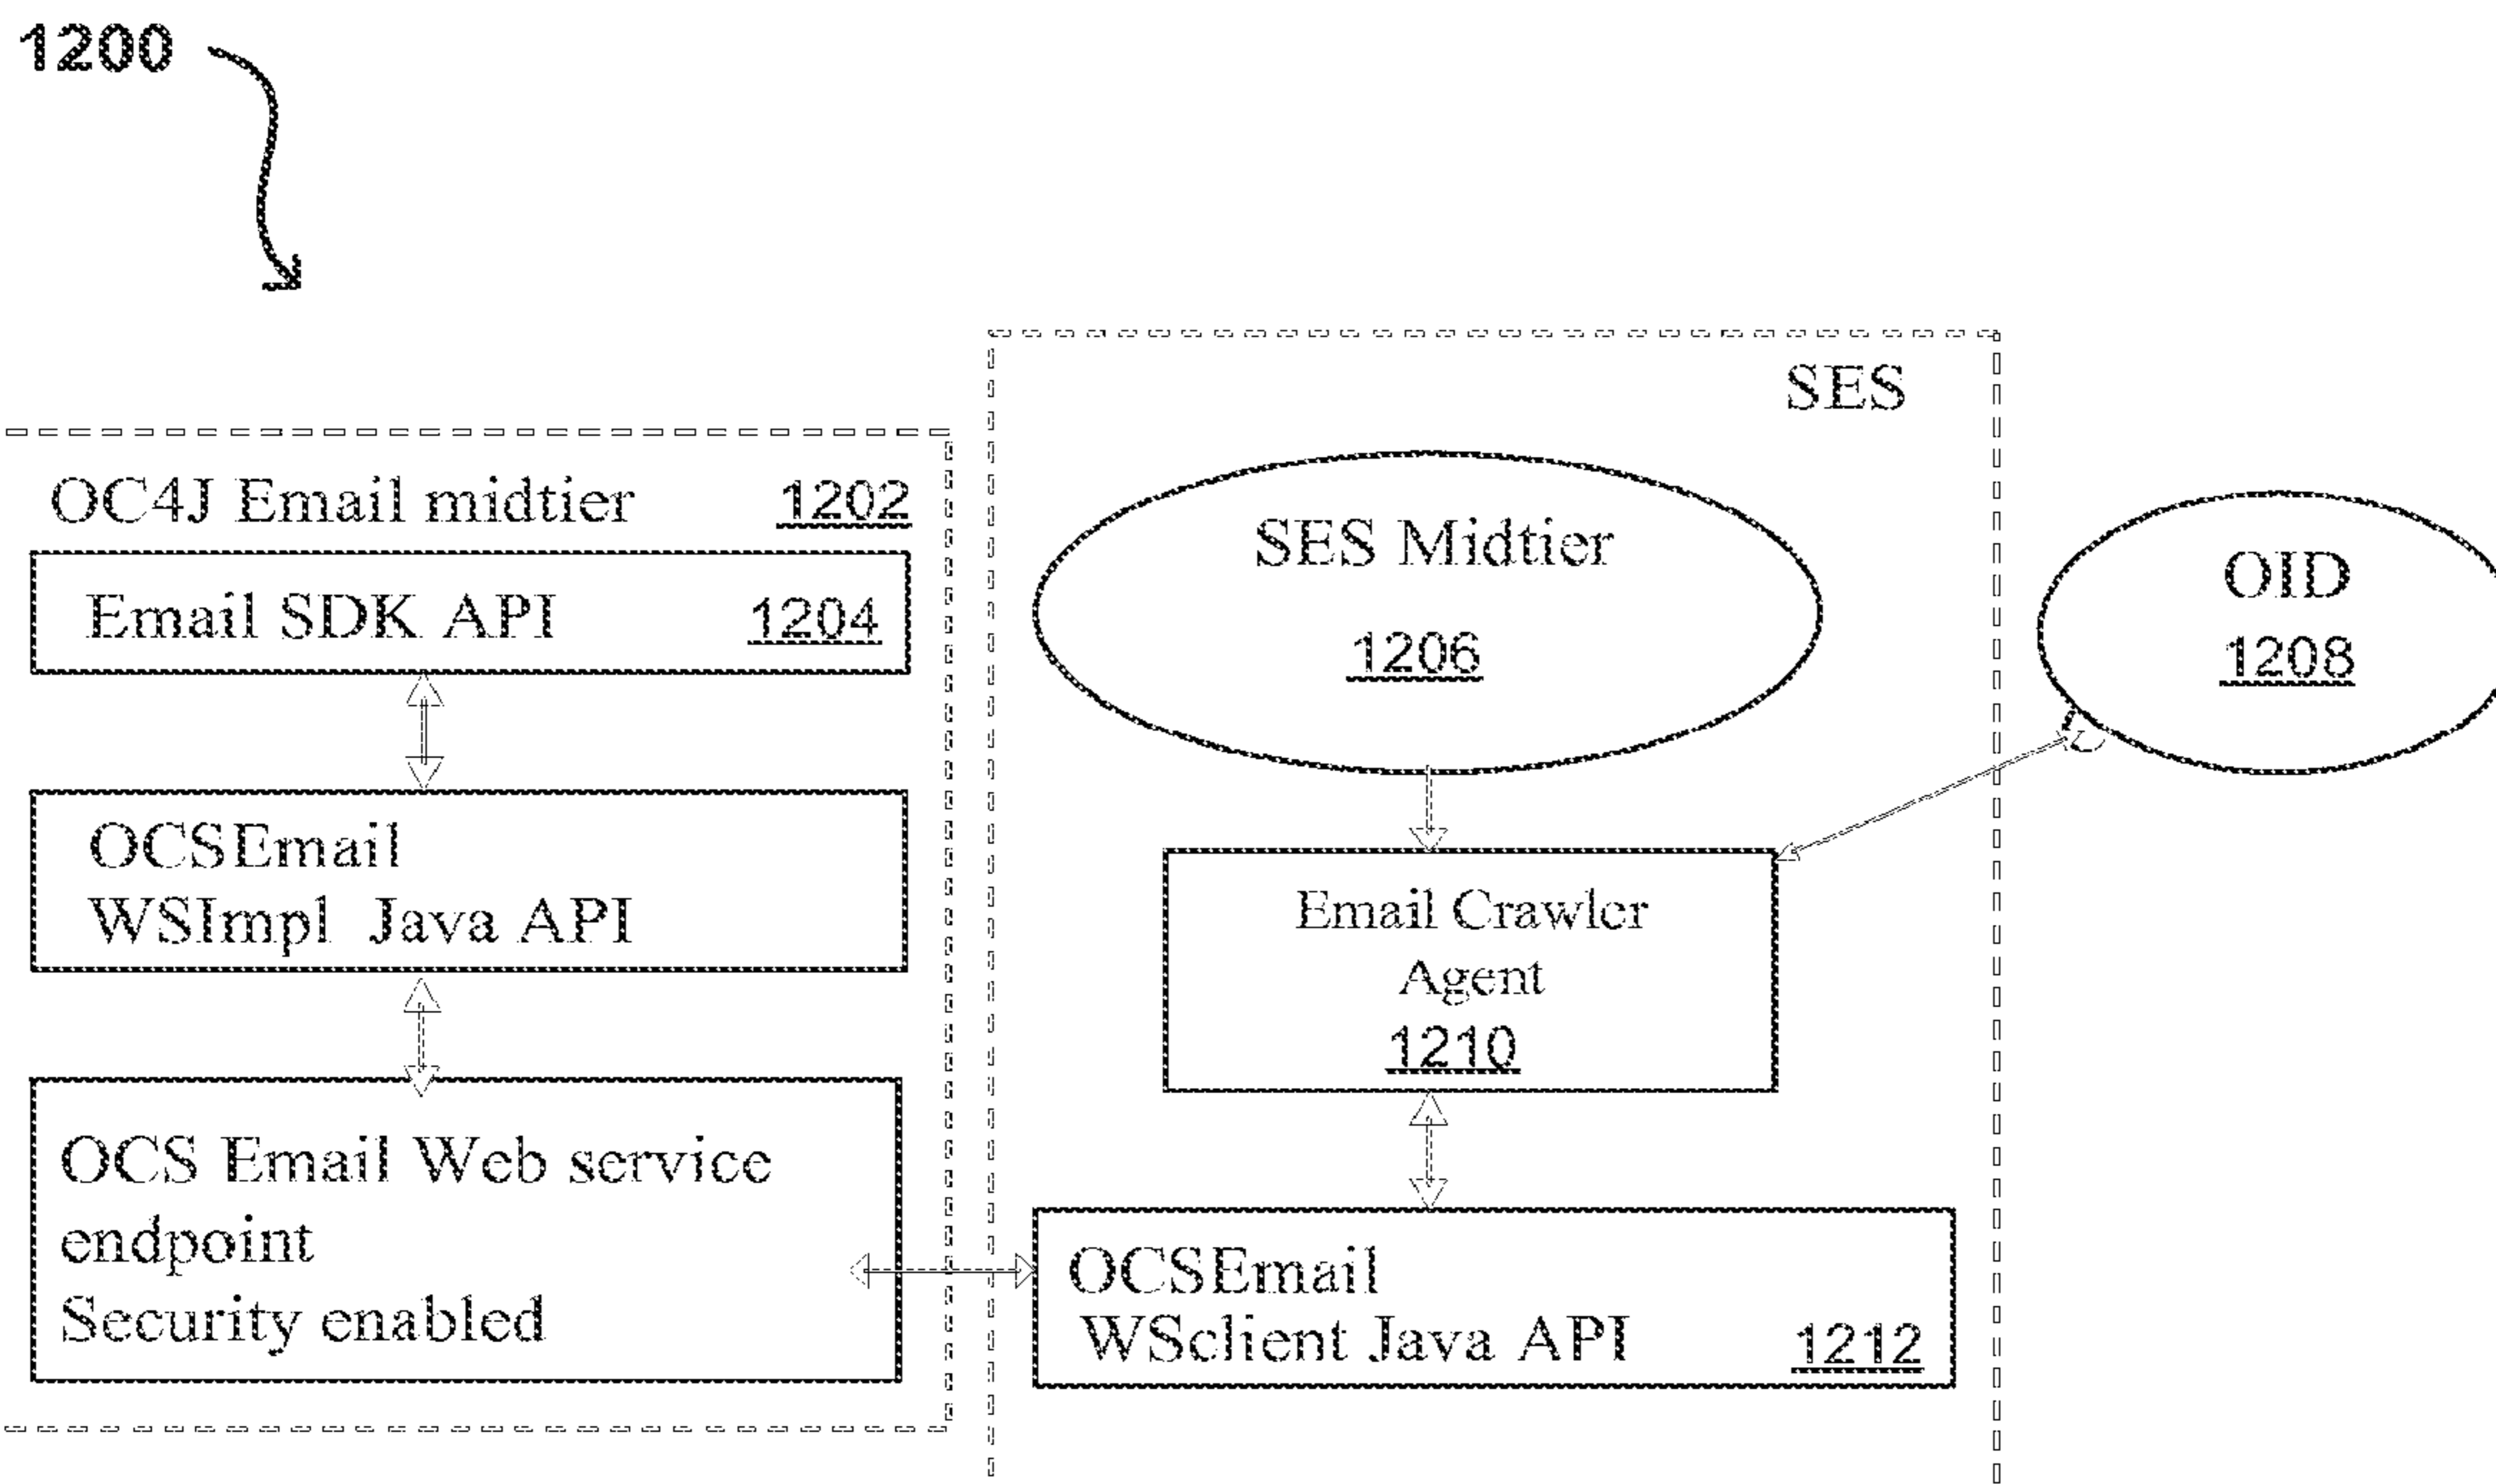 1200
SES
OC4J Email midtier 1202
Email SDK API 1204
SES Midtier
1206
OID
1208
OCSEmail
WSImpl Java API
Email Crawler
Agent
1210
OCS Email Web service
endpoint
Security enabled
OCSEmail
WSclient Java API 1212